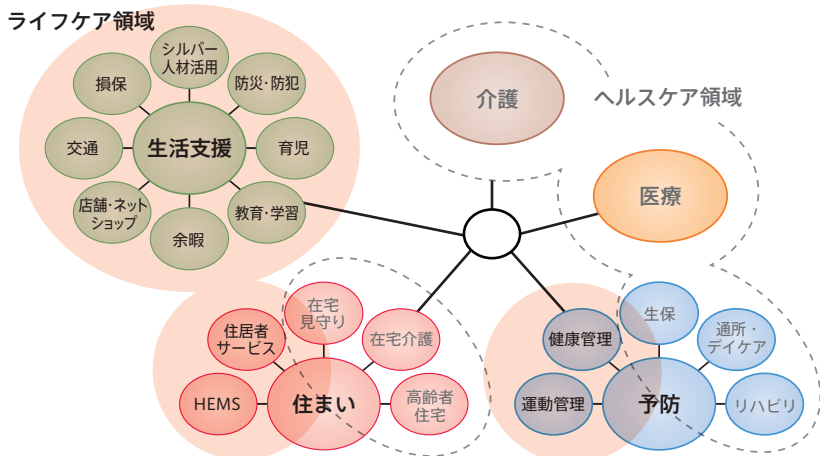 ライフケア領域
シルバー
人材活用
損保
防災・防犯
交通
生活支援
育児
店舗・ネット
ショップ
教育・学習
余暇
介護
ヘルスケア領域
医療
在宅
見守り
住居者
サービス
在宅介護
HEMS
住まい
高齢者
住宅
生保
健康管理
通所・
デイケア
運動管理
予防
リハビリ